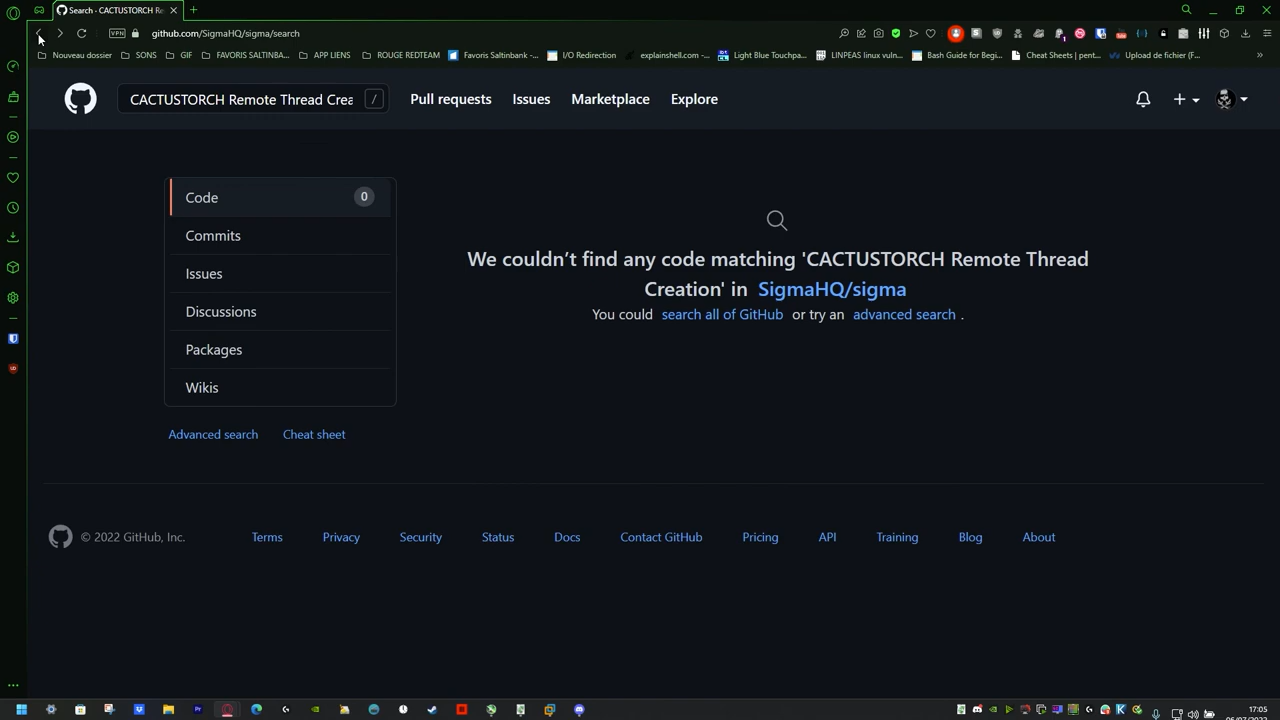 Search - CACTUSTORCH Re
VPN github.com/SigmaHQ/sigma/search
Nouveau dossier SONS GIF FAVORIS SALTINBA... APP LIENS ROUGE REDTEAM Favoris Saltinbank -... I/O Redirection explainshell.com -... Light Blue Touchpa... LINPEAS linux vuln... Bash Guide for Begi... Cheat Sheets | pent... Upload de fichier (F... »
CACTUSTORCH Remote Thread Crea / Pull requests Issues Marketplace Explore
Code 0
Commits
Issues
Discussions
Packages
Wikis
Advanced search Cheat sheet
We couldn’t find any code matching 'CACTUSTORCH Remote Thread
Creation' in SigmaHQ/sigma
You could search all of GitHub or try an advanced search .
© 2022 GitHub, Inc. Terms Privacy Security Status Docs Contact GitHub Pricing API Training Blog About
17:05